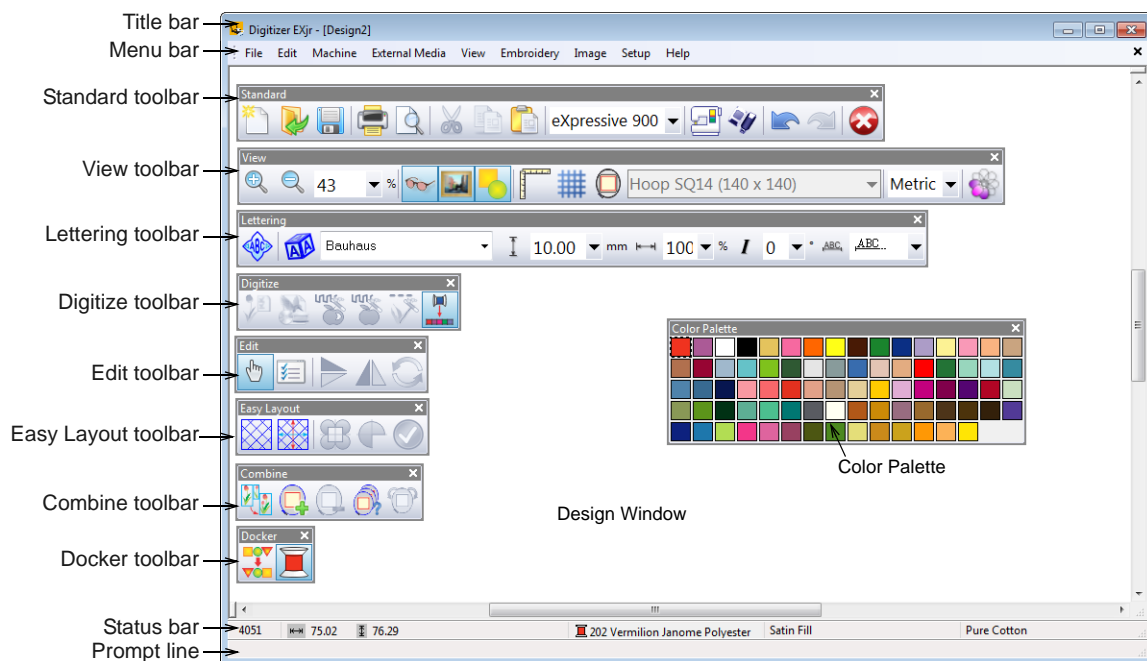 Title bar
Digitizer EXjr - [Design2]
Menu bar
File Edit Machine External Media View Embroidery Image Setup Help
Standard toolbar
Standard
eXpressive 900
View toolbar
View
43 %
Hoop SQ14 (140 x 140)
Metric
Lettering toolbar
Lettering
ABC
AA
Bauhaus
10.00 mm
100 %
I
0 °
ABC
ABC...
Digitize toolbar
Digitize
Color Palette
Edit toolbar
Edit
Easy Layout toolbar
Easy Layout
Color Palette
Combine toolbar
Combine
?
Design Window
Docker toolbar
Docker
Status bar
4051 75.02 76.29 202 Vermilion Janome Polyester Satin Fill Pure Cotton
Prompt line